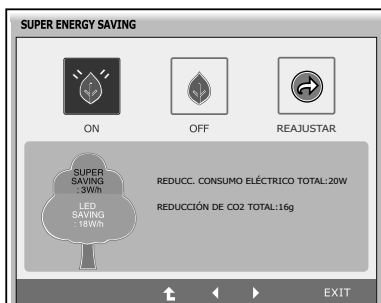 SUPER ENERGY SAVING
ON
OFF
REAJUSTAR
SUPER
SAVING
: 3W/h
LED
SAVING
: 18W/h
REDUCC. CONSUMO ELÉCTRICO TOTAL:20W
REDUCCIÓN DE CO2 TOTAL:16g
EXIT